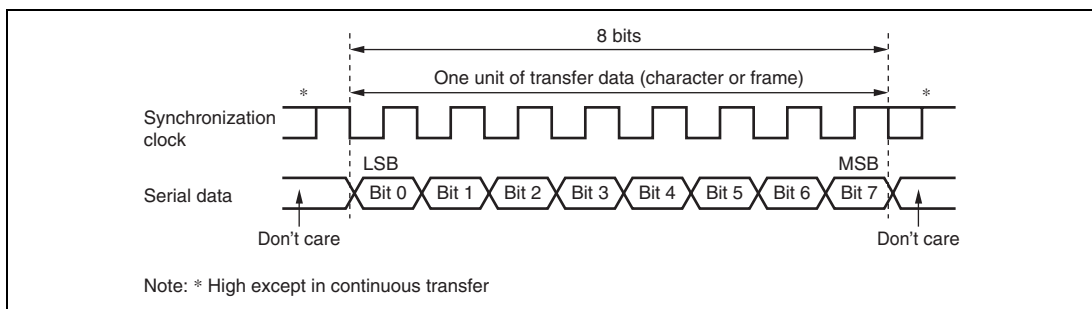 8 bits
One unit of transfer data (character or frame)
*
*
Synchronization
clock
LSB
MSB
Serial data
Bit 0
Bit 1
Bit 2
Bit 3
Bit 4
Bit 5
Bit 6
Bit 7
Don't care
Don't care
Note: * High except in continuous transfer